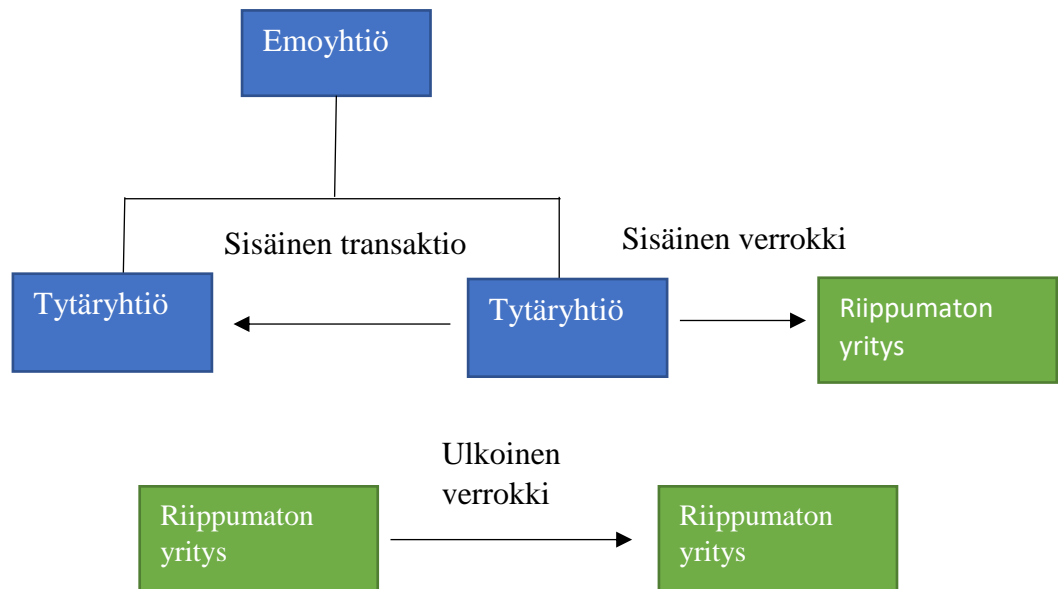 Emoyhtiö
Sisäinen transaktio
Sisäinen verrokki
Tytäryhtiö
Tytäryhtiö
Riippumaton
yritys
Ulkoinen
verrokki
Riippumaton
yritys
Riippumaton
yritys